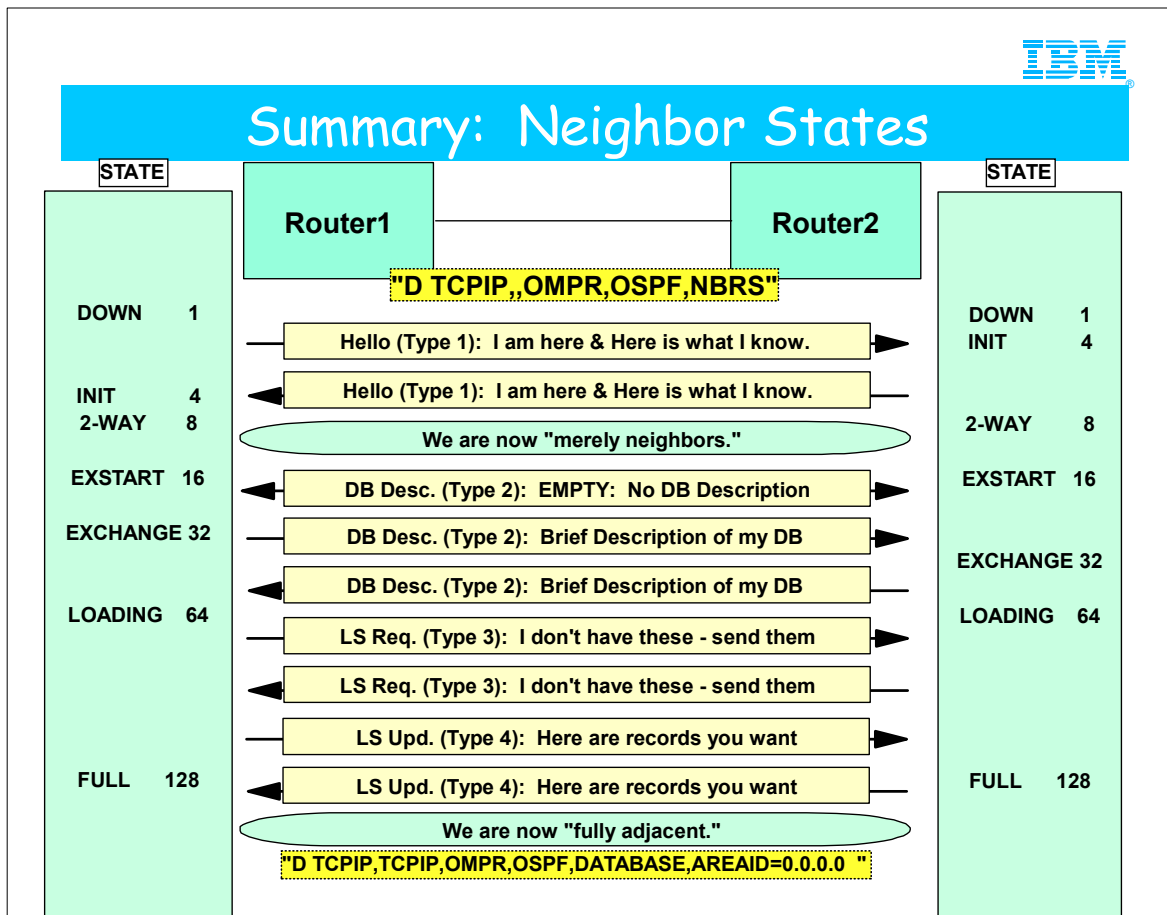 IBM
®
Summary: Neighbor States
STATE
STATE
Router1
Router2
"D TCPIP,,OMPR,OSPF,NBRS"
DOWN 1
DOWN 1
Hello (Type 1): I am here & Here is what I know.
INIT 4
Hello (Type 1): I am here & Here is what I know.
INIT 4
2-WAY 8
2-WAY 8
We are now "merely neighbors."
EXSTART 16
DB Desc. (Type 2): EMPTY: No DB Description
EXSTART 16
EXCHANGE 32
DB Desc. (Type 2): Brief Description of my DB
EXCHANGE 32
DB Desc. (Type 2): Brief Description of my DB
LOADING 64
LOADING 64
LS Req. (Type 3): I don't have these - send them
LS Req. (Type 3): I don't have these - send them
LS Upd. (Type 4): Here are records you want
FULL 128
LS Upd. (Type 4): Here are records you want
FULL 128
We are now "fully adjacent."
"D TCPIP,TCPIP,OMPR,OSPF,DATABASE,AREAID=0.0.0.0 "